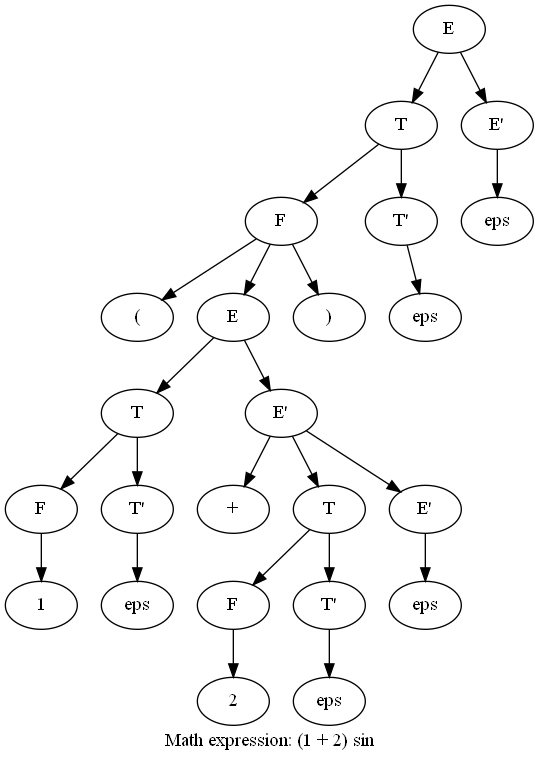 E
T E'
F T' eps
( E ) eps
T E'
F T' + T E'
1 eps F T' eps
2 eps
Math expression: (1 + 2) sin